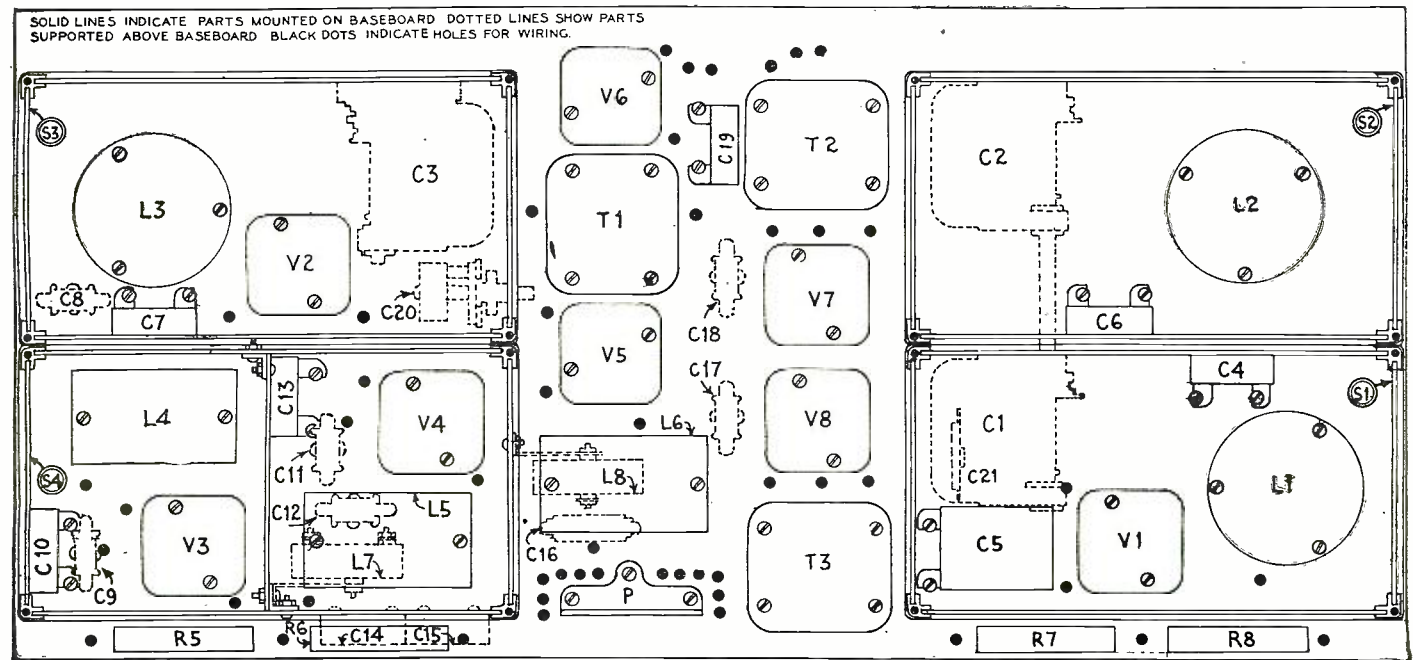 SOLID LINES INDICATE PARTS MOUNTED ON BASEBOARD DOTTED LINES SHOW PARTS
SUPPORTED ABOVE BASEBOARD BLACK DOTS INDICATE HOLES FOR WIRING.
V6
S3
C19
T2
S2
C3
C2
L3
L2
T1
V2
C8
C7
C20
C18
V7
C6
V5
C17
C4
S1
L4
C13
V4
L6
V8
C1
C11
L8
C21
S4
L5
L1
C12
C10
V3
C16
C5
V1
L7
T3
C9
P
R5
R6
C14
C15
R7
R8